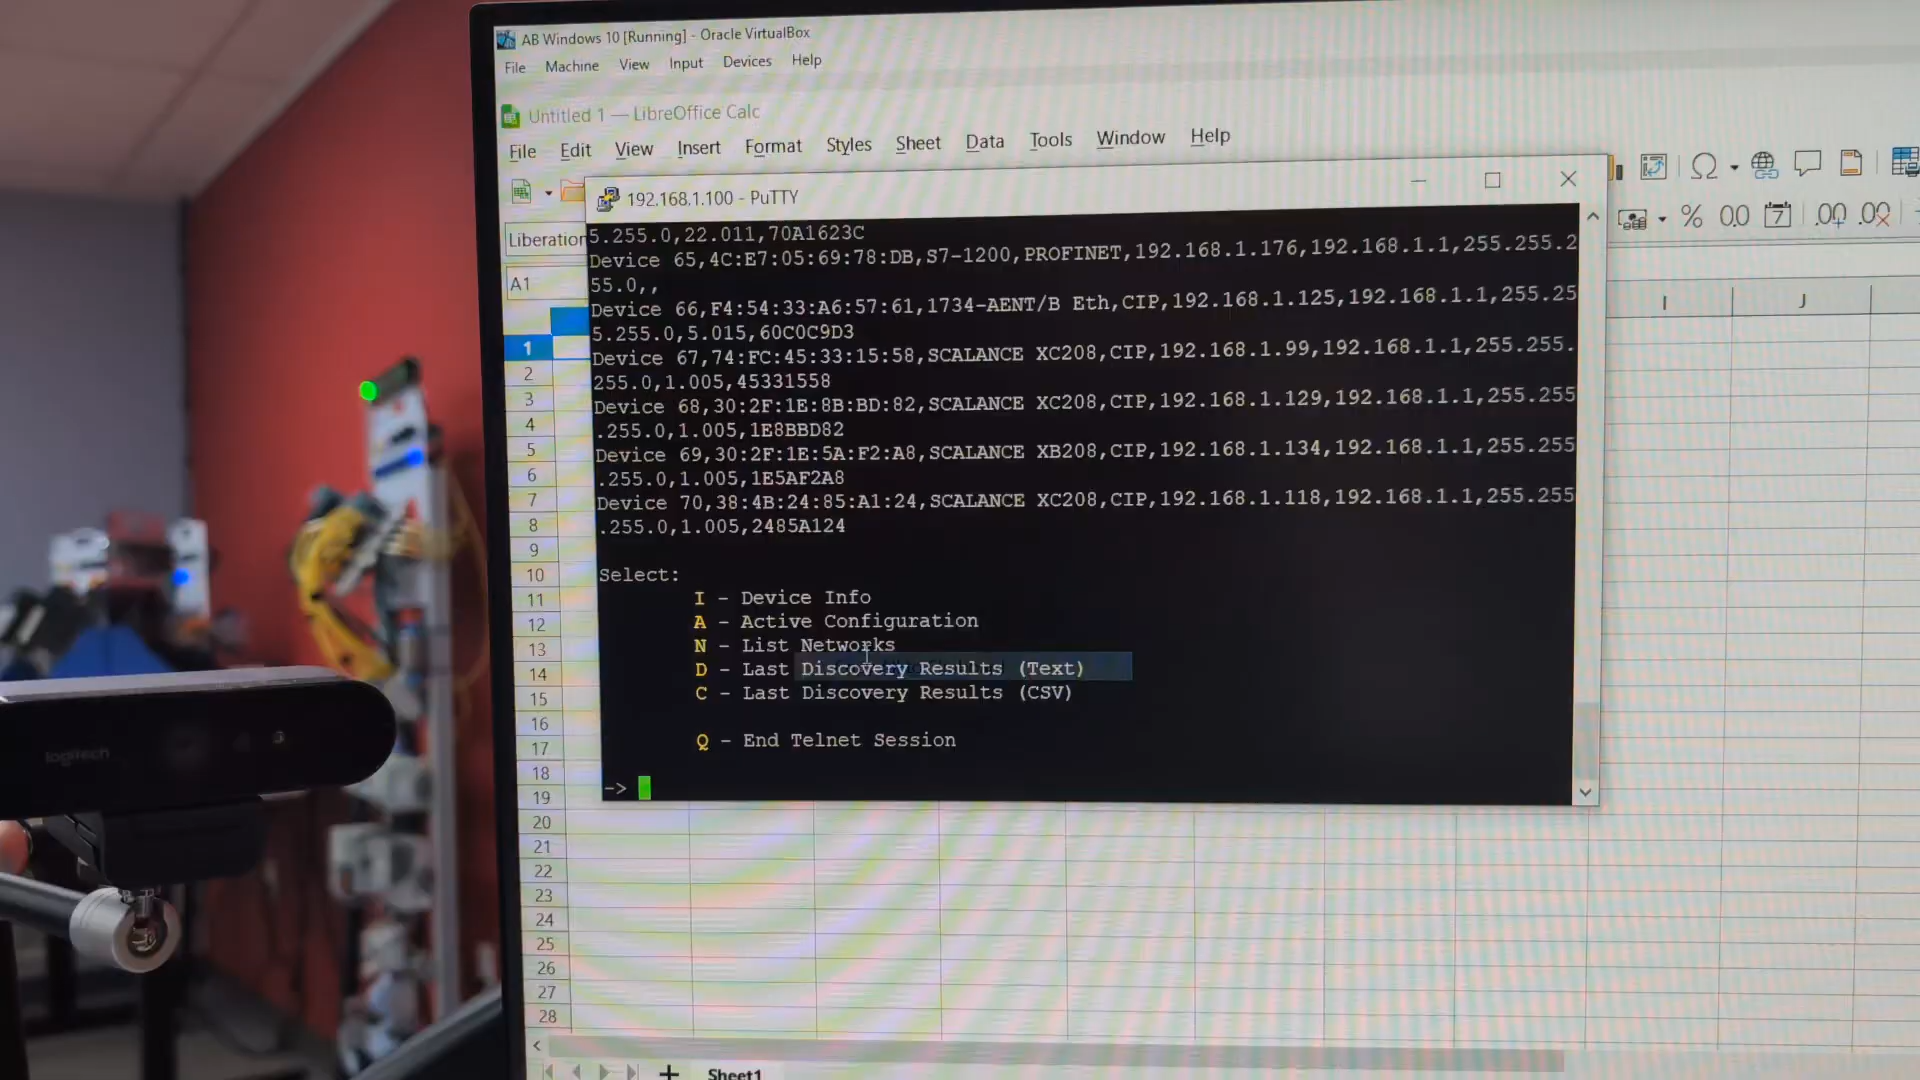 AB Windows 10 [Running] - Oracle VirtualBox
File Machine View Input Devices Help
Untitled 1 — LibreOffice Calc
File Edit View Insert Format Styles Sheet Data Tools Window Help
192.168.1.100 - PuTTY
Liberation
A1
I J
5.255.0,22.011,70A1623C
Device 65,4C:E7:05:69:78:DB,S7-1200,PROFINET,192.168.1.176,192.168.1.1,255.255.2
55.0,,
Device 66,F4:54:33:A6:57:61,1734-AENT/B Eth,CIP,192.168.1.125,192.168.1.1,255.25
5.255.0,5.015,60C0C9D3
Device 67,74:FC:45:33:15:58,SCALANCE XC208,CIP,192.168.1.99,192.168.1.1,255.255.
255.0,1.005,45331558
Device 68,30:2F:1E:8B:BD:82,SCALANCE XC208,CIP,192.168.1.129,192.168.1.1,255.255
.255.0,1.005,1E8BBD82
Device 69,30:2F:1E:5A:F2:A8,SCALANCE XB208,CIP,192.168.1.134,192.168.1.1,255.255
.255.0,1.005,1E5AF2A8
Device 70,38:4B:24:85:A1:24,SCALANCE XC208,CIP,192.168.1.118,192.168.1.1,255.255
.255.0,1.005,2485A124
Select:
I - Device Info
A - Active Configuration
N - List Networks
D - Last Discovery Results (Text)
C - Last Discovery Results (CSV)
Q - End Telnet Session
->
1
2
3
4
5
6
7
8
9
10
11
12
13
14
15
16
17
18
19
20
21
22
23
24
25
26
27
28
Sheet1
logitech